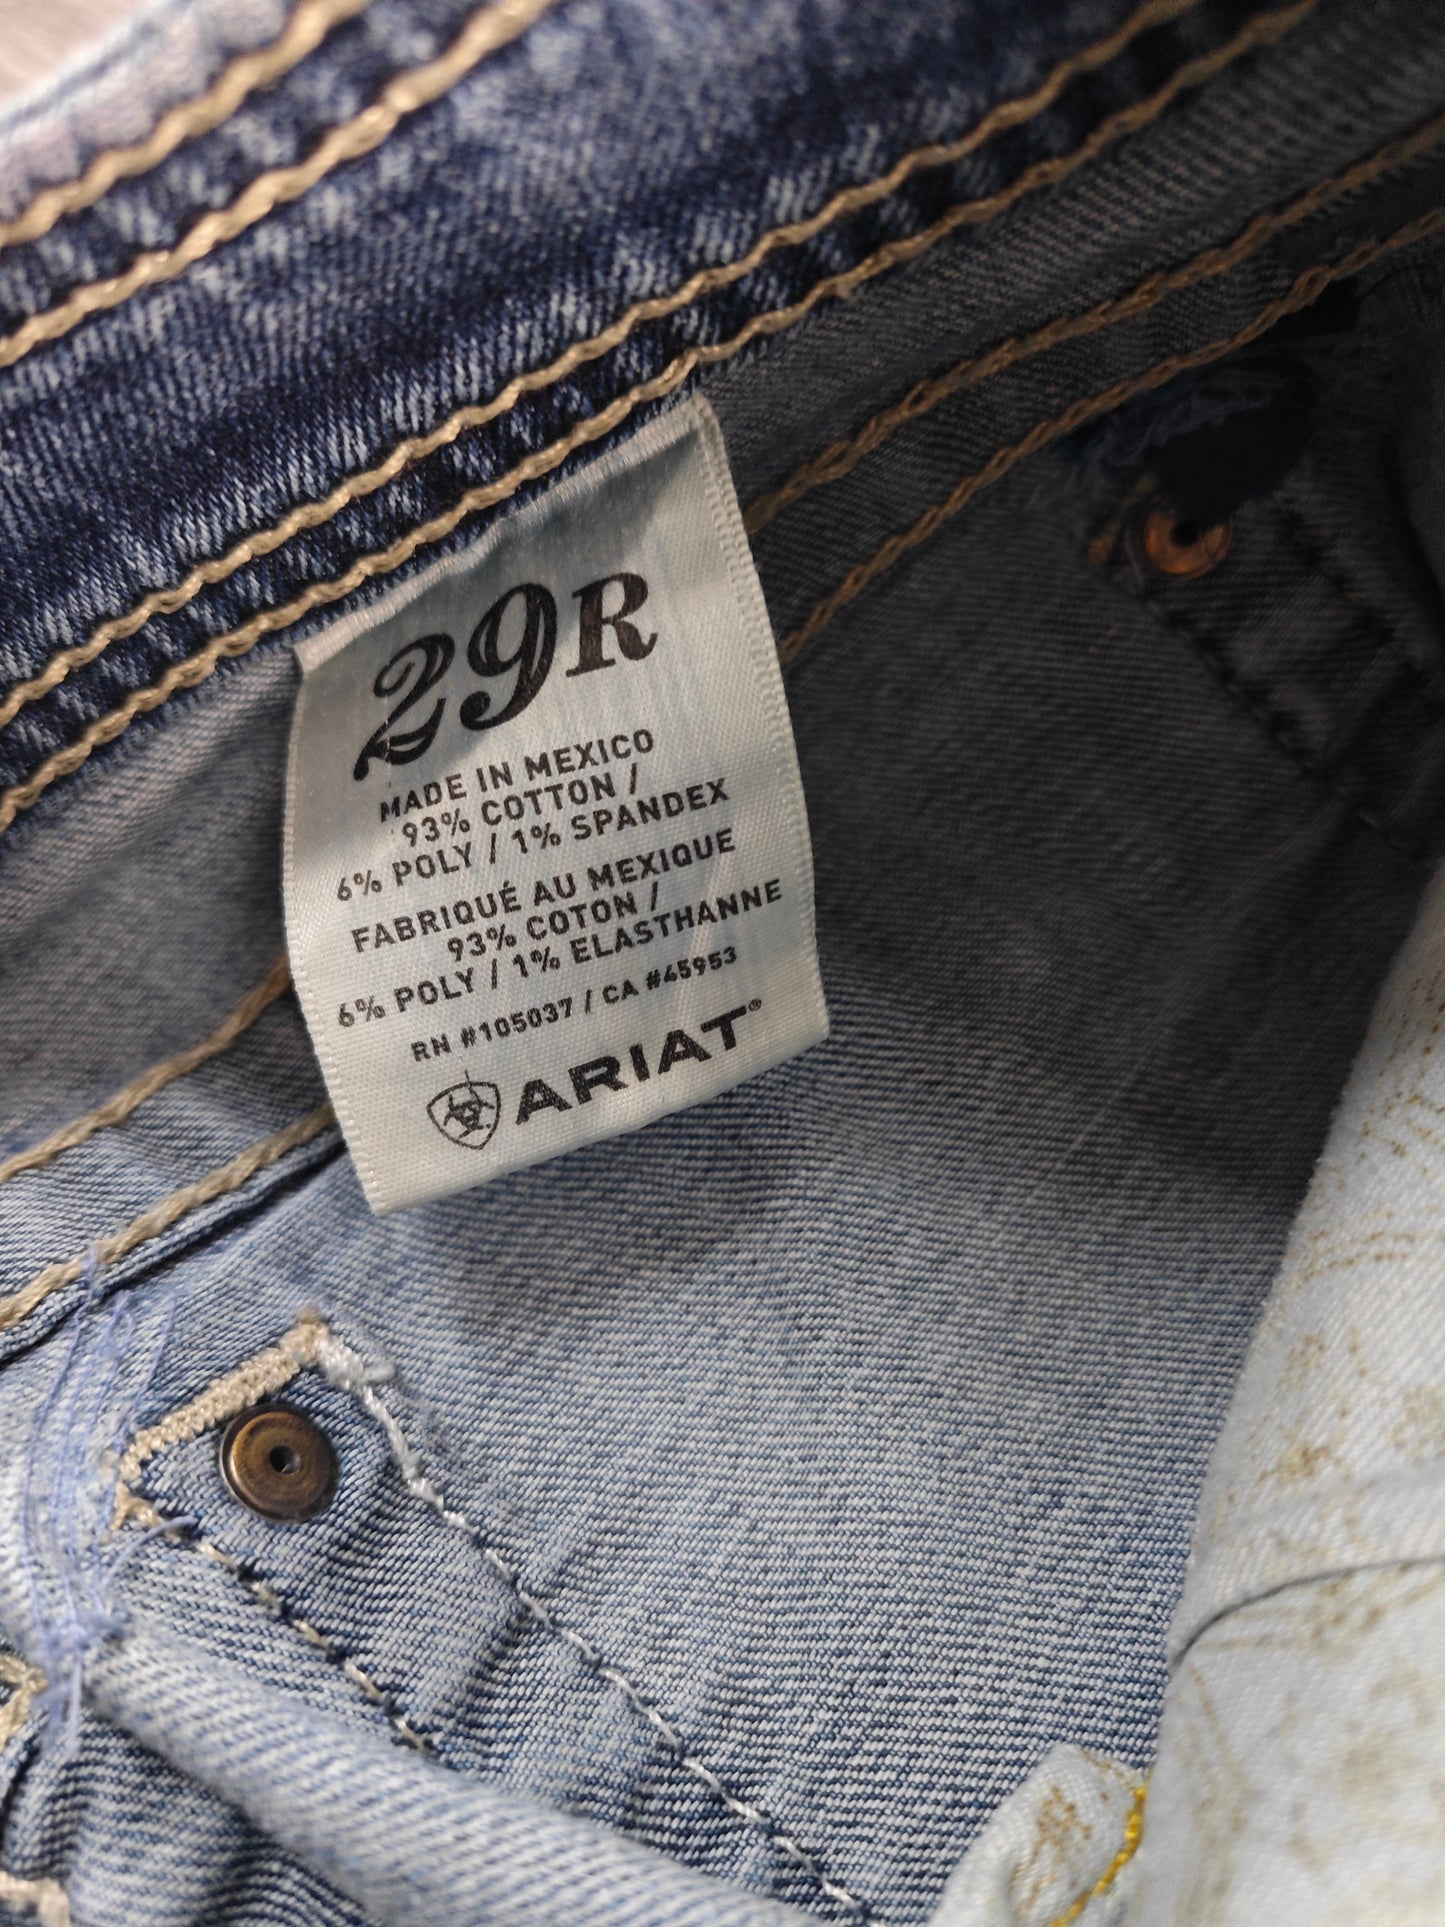 29R
MADE IN MEXICO
93% COTTON /
6% POLY / 1% SPANDEX
FABRIQUÉ AU MEXIQUE
93% COTON /
6% POLY / 1% ELASTHANNE
RN #105037 / CA #45953
ARIAT®